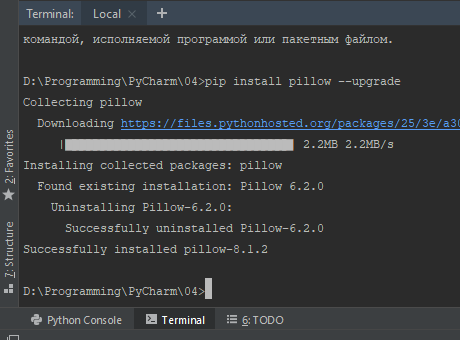 Terminal: Local × +
командой, исполняемой программой или пакетным файлом.
D:\Programming\PyCharm\04>pip install pillow --upgrade
Collecting pillow
Downloading https://files.pythonhosted.org/packages/25/3e/a30
2.2MB 2.2MB/s
Installing collected packages: pillow
Found existing installation: Pillow 6.2.0
Uninstalling Pillow-6.2.0:
Successfully uninstalled Pillow-6.2.0
Successfully installed pillow-8.1.2
D:\Programming\PyCharm\04>
2: Favorites
7: Structure
Python Console Terminal 6: TODO